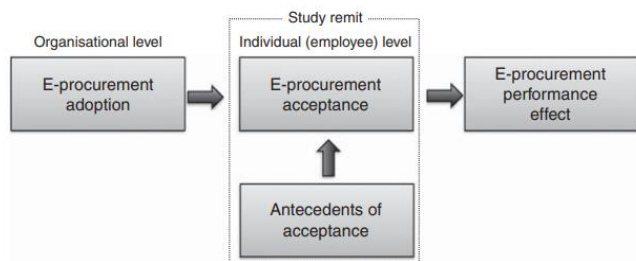 Study remit
Organisational level
Individual (employee) level
E-procurement
adoption
E-procurement
acceptance
E-procurement
performance
effect
Antecedents of
acceptance